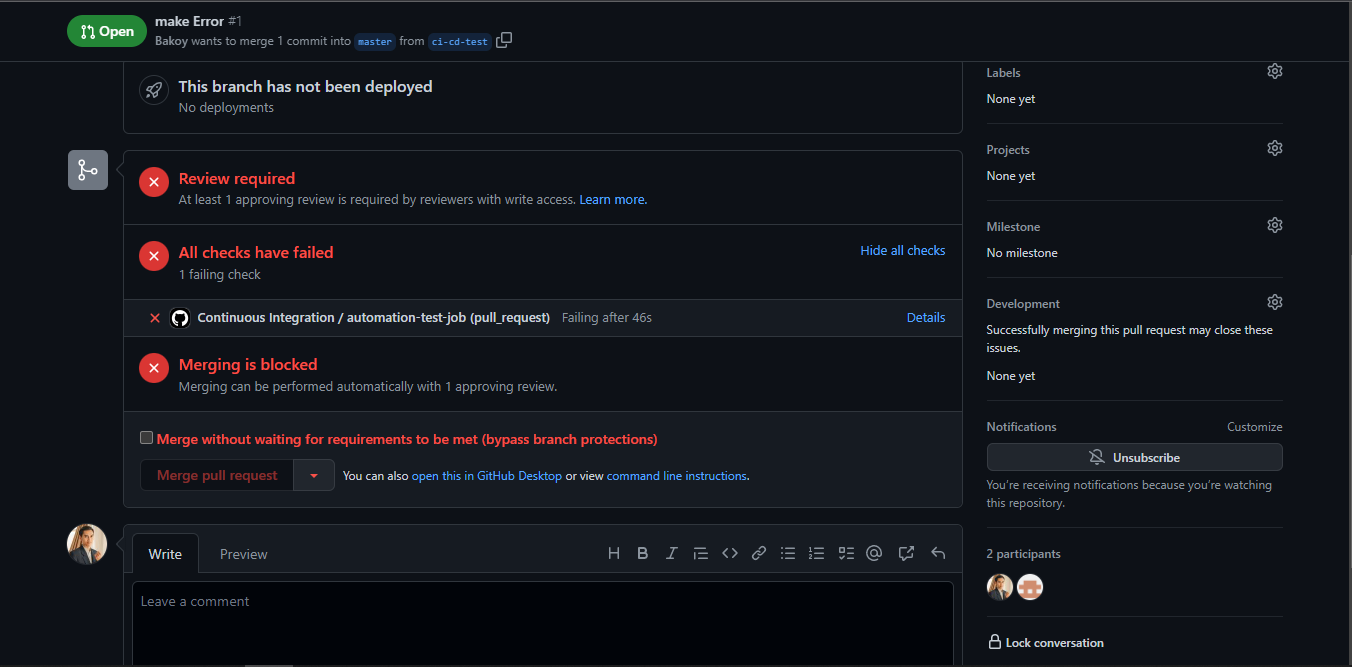 Open
make Error #1
Bakoy wants to merge 1 commit into master from ci-cd-test
This branch has not been deployed
No deployments
Review required
At least 1 approving review is required by reviewers with write access. Learn more.
All checks have failed
Hide all checks
1 failing check
Continuous Integration / automation-test-job (pull_request) Failing after 46s
Details
Merging is blocked
Merging can be performed automatically with 1 approving review.
Merge without waiting for requirements to be met (bypass branch protections)
Merge pull request
You can also open this in GitHub Desktop or view command line instructions.
Write
Preview
Leave a comment
Labels
None yet
Projects
None yet
Milestone
No milestone
Development
Successfully merging this pull request may close these
issues.
None yet
Notifications
Customize
Unsubscribe
You're receiving notifications because you're watching
this repository.
2 participants
Lock conversation